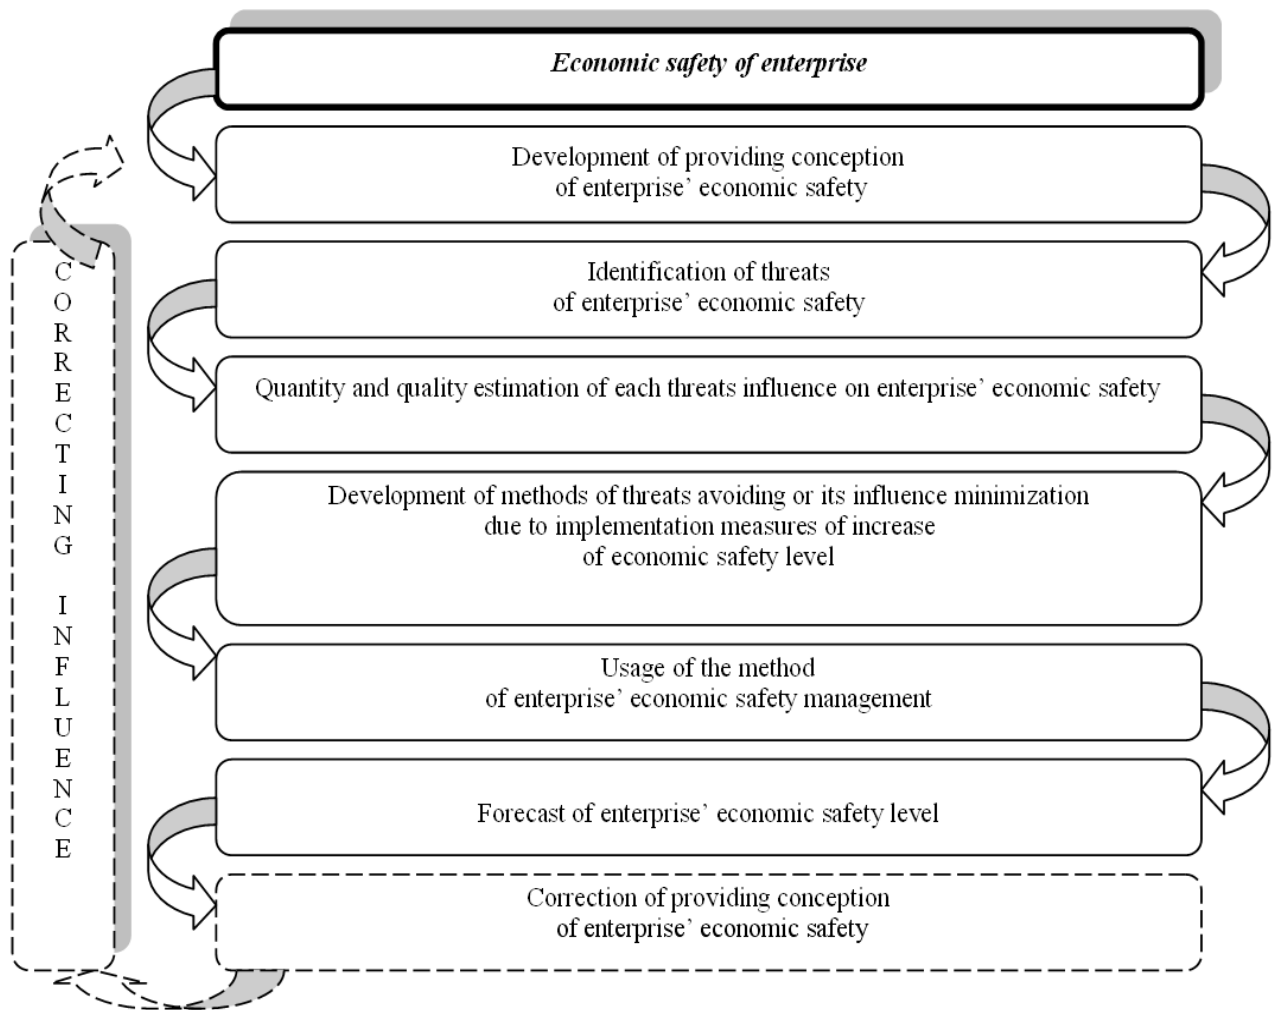 Economic safety of enterprise
Development of providing conception
of enterprise’ economic safety
Identification of threats
of enterprise’ economic safety
Quantity and quality estimation of each threats influence on enterprise’ economic safety
Development of methods of threats avoiding or its influence minimization
due to implementation measures of increase
of economic safety level
Usage of the method
of enterprise’ economic safety management
Forecast of enterprise’ economic safety level
Correction of providing conception
of enterprise’ economic safety
CORRECTING INFLUENCE